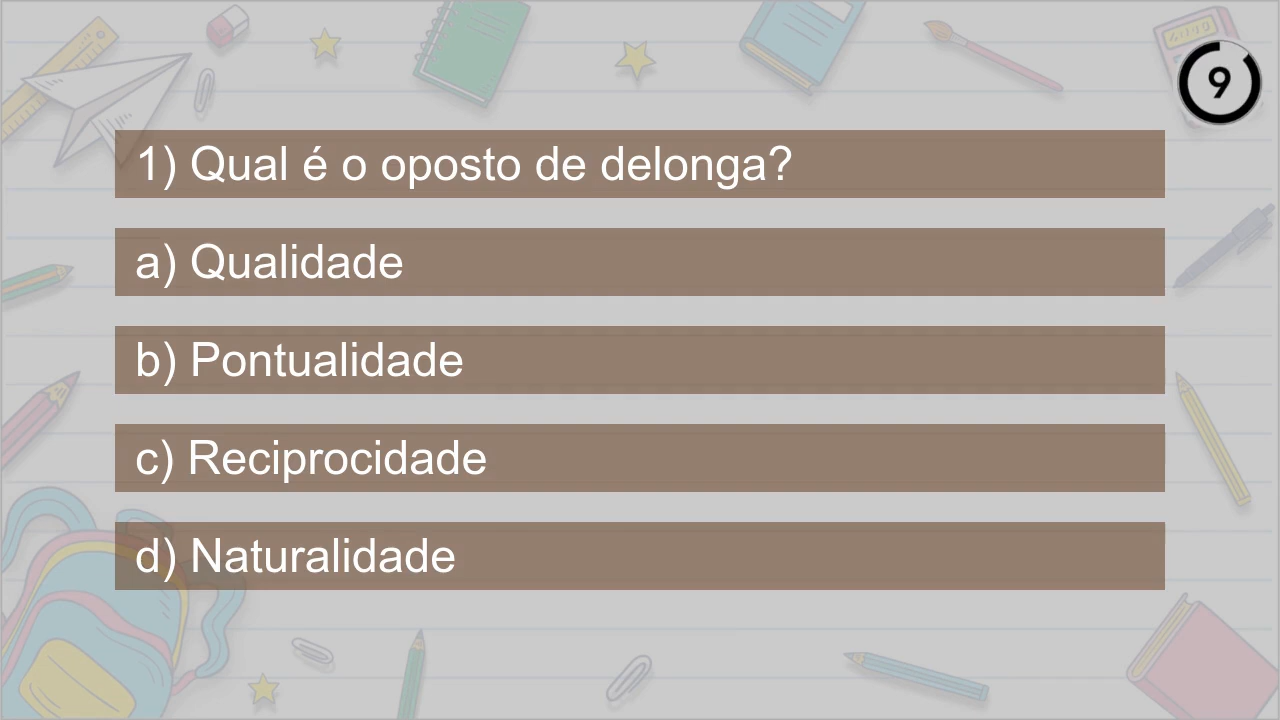 9
1) Qual é o oposto de delonga?
a) Qualidade
b) Pontualidade
c) Reciprocidade
d) Naturalidade